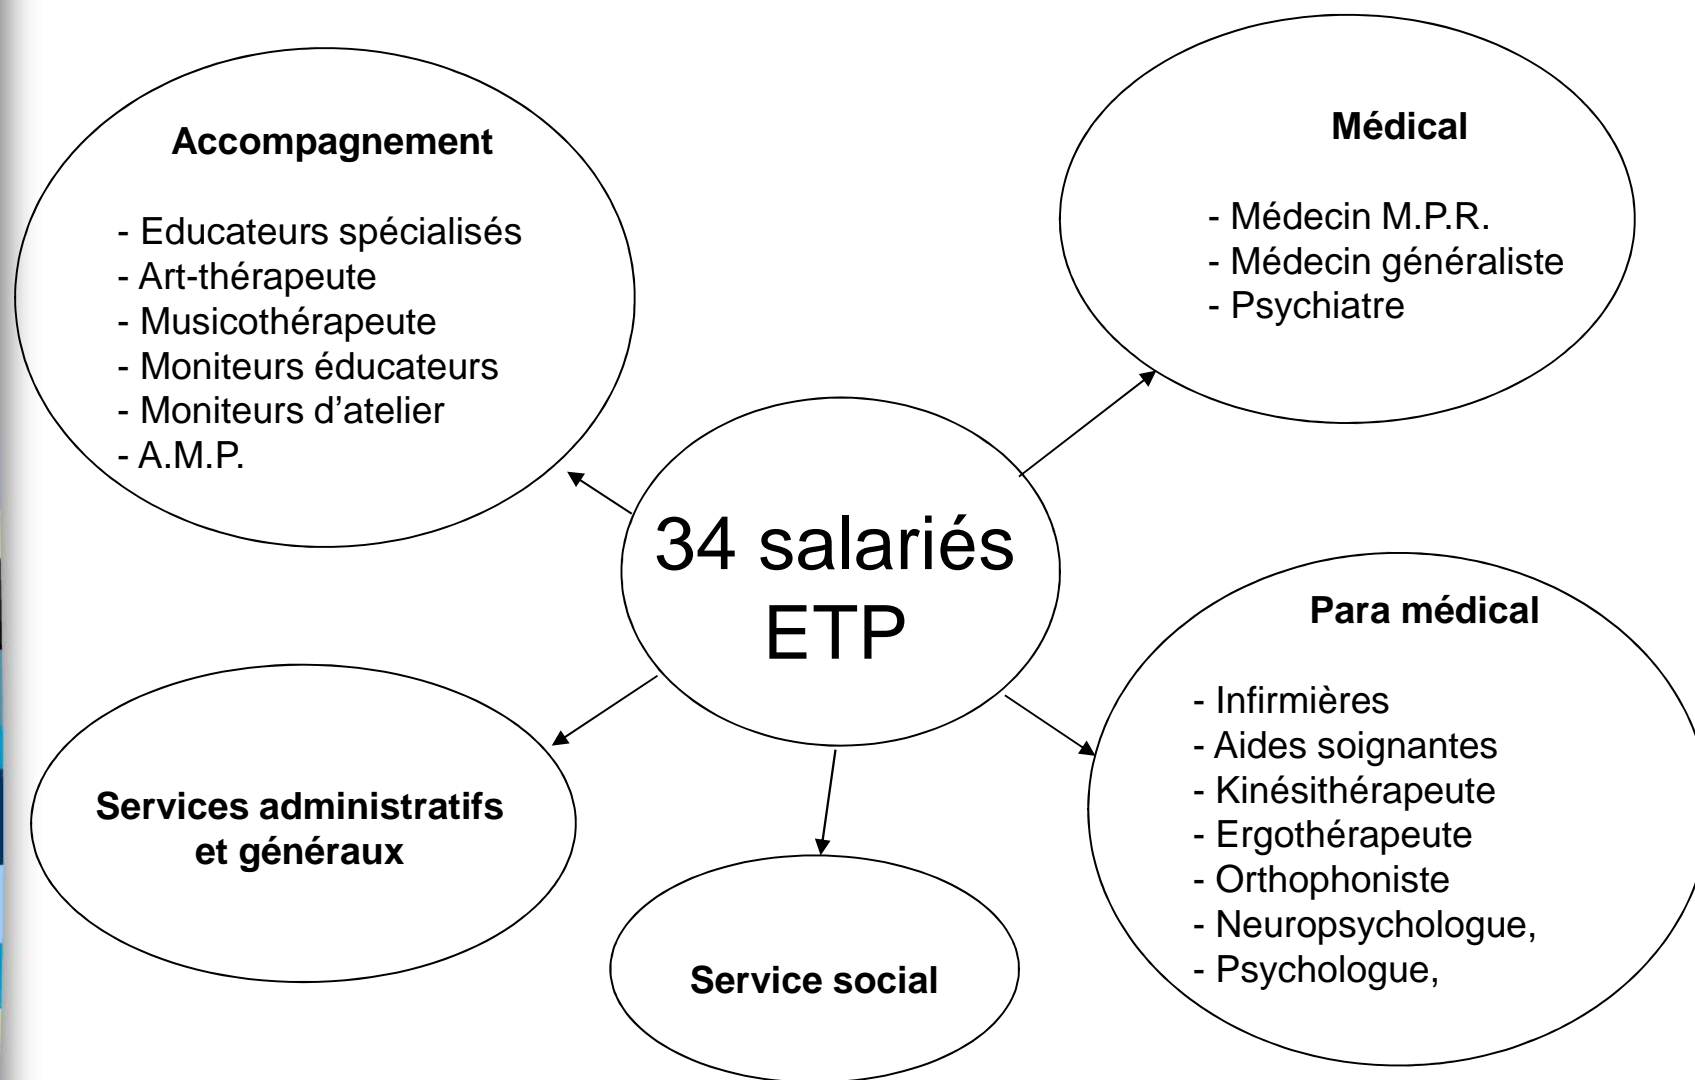 Accompagnement
- Educateurs spécialisés
- Art-thérapeute
- Musicothérapeute
- Moniteurs éducateurs
- Moniteurs d’atelier
- A.M.P.
Médical
- Médecin M.P.R.
- Médecin généraliste
- Psychiatre
34 salariés
ETP
Para médical
- Infirmières
- Aides soignantes
- Kinésithérapeute
- Ergothérapeute
- Orthophoniste
- Neuropsychologue,
- Psychologue,
Services administratifs
et généraux
Service social